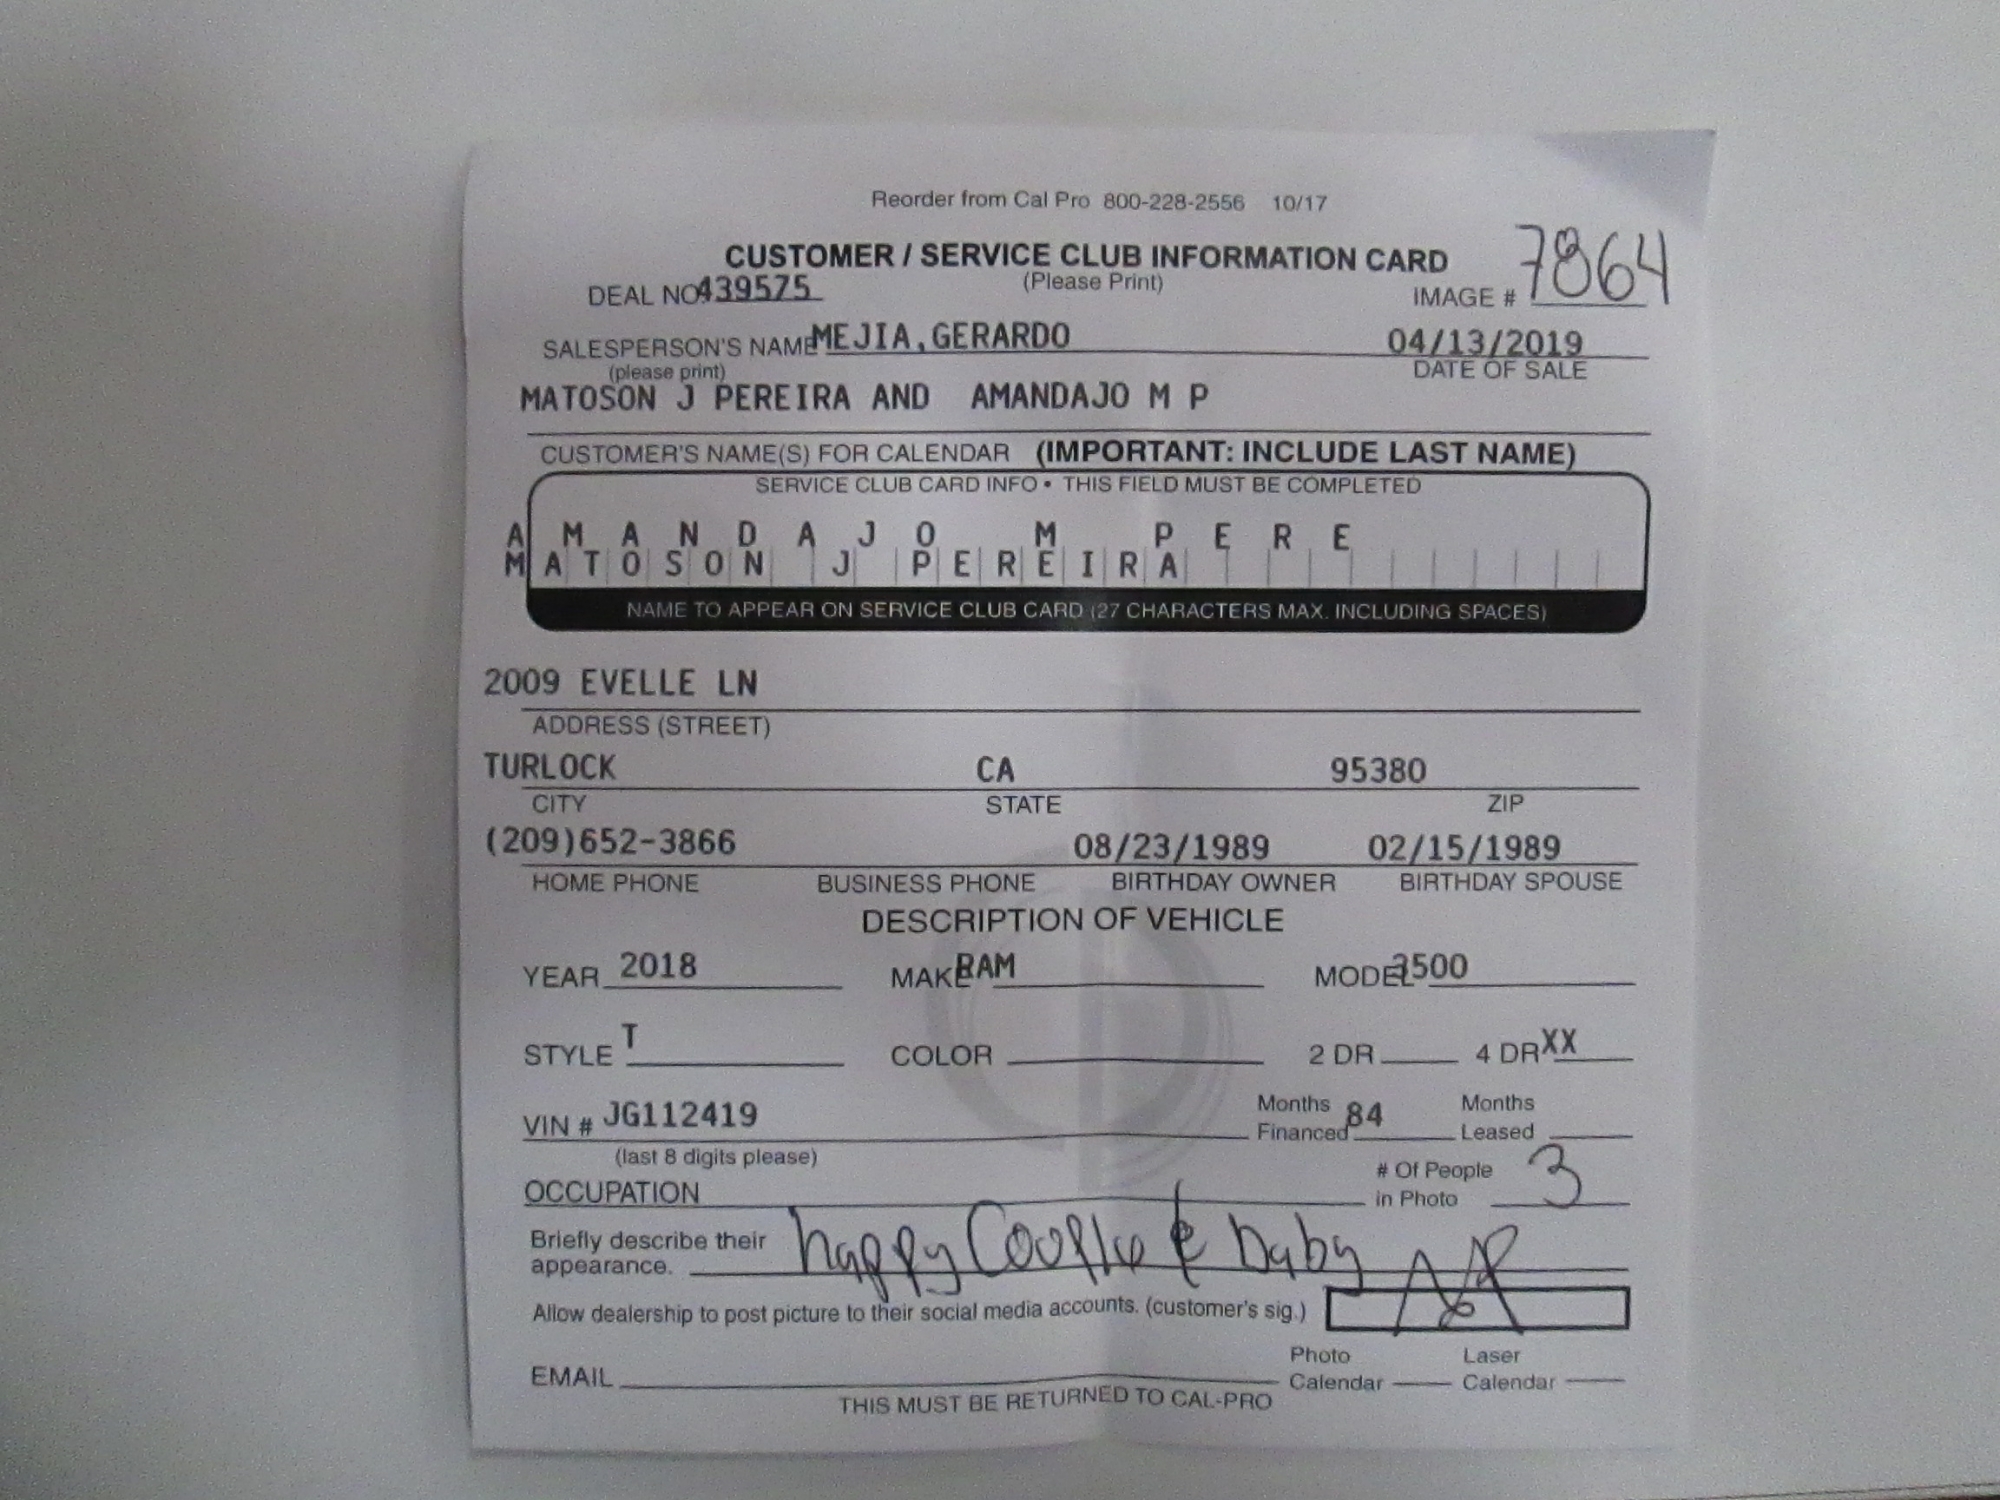 Reorder from Cal Pro 800-228-2556 10/17
CUSTOMER / SERVICE CLUB INFORMATION CARD
(Please Print)
DEAL NO 439575 IMAGE # 7864
SALESPERSON'S NAME MEJIA,GERARDO 04/13/2019
(please print) DATE OF SALE
MATOSON J PEREIRA AND AMANDAJO M P
CUSTOMER'S NAME(S) FOR CALENDAR (IMPORTANT: INCLUDE LAST NAME)
SERVICE CLUB CARD INFO • THIS FIELD MUST BE COMPLETED
AMANDAJO M PERE
MATOSON J PEREIRA
NAME TO APPEAR ON SERVICE CLUB CARD (27 CHARACTERS MAX. INCLUDING SPACES)
2009 EVELLE LN
ADDRESS (STREET)
TURLOCK CA 95380
CITY STATE ZIP
(209)652-3866 08/23/1989 02/15/1989
HOME PHONE BUSINESS PHONE BIRTHDAY OWNER BIRTHDAY SPOUSE
DESCRIPTION OF VEHICLE
YEAR 2018 MAKE RAM MODEL 3500
STYLE T COLOR 2 DR 4 DR XX
VIN # JG112419 Months Financed 84 Months Leased
(last 8 digits please)
OCCUPATION # Of People in Photo 3
Briefly describe their appearance. happy Couple & baby
Allow dealership to post picture to their social media accounts. (customer's sig.)
EMAIL Photo Calendar Laser Calendar
THIS MUST BE RETURNED TO CAL-PRO